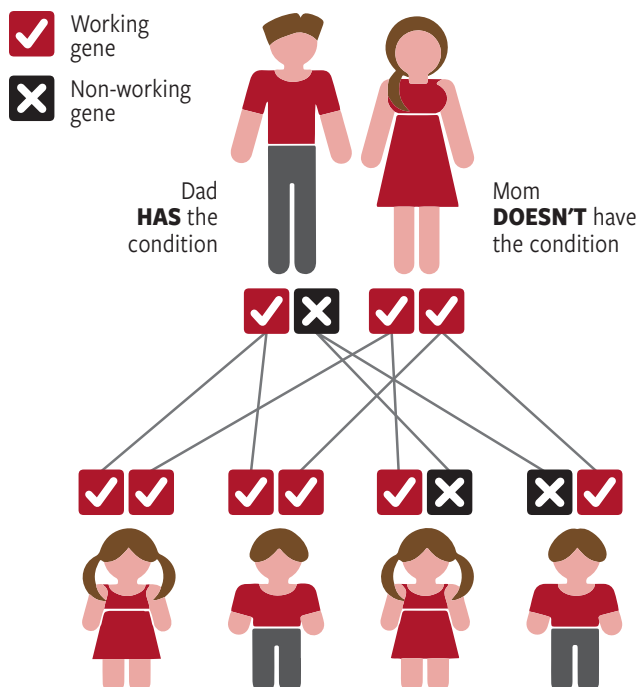 Working
gene
Non-working
gene
Dad
HAS the
condition
Mom
DOESN'T have
the condition